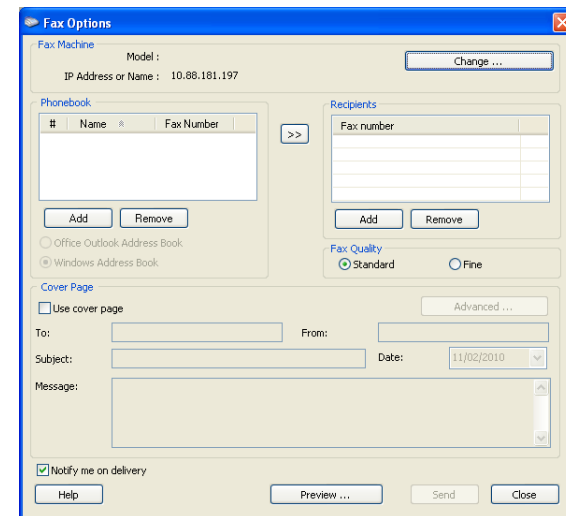 Fax Options
Fax Machine
Model :
Change ...
IP Address or Name : 10.88.181.197
Phonebook
# Name Fax Number
>>
Add Remove
Office Outlook Address Book
Windows Address Book
Recipients
Fax number
Add Remove
Fax Quality
Standard Fine
Cover Page
Use cover page
Advanced ...
To: From:
Subject: Date: 11/02/2010
Message:
Notify me on delivery
Help Preview ... Send Close